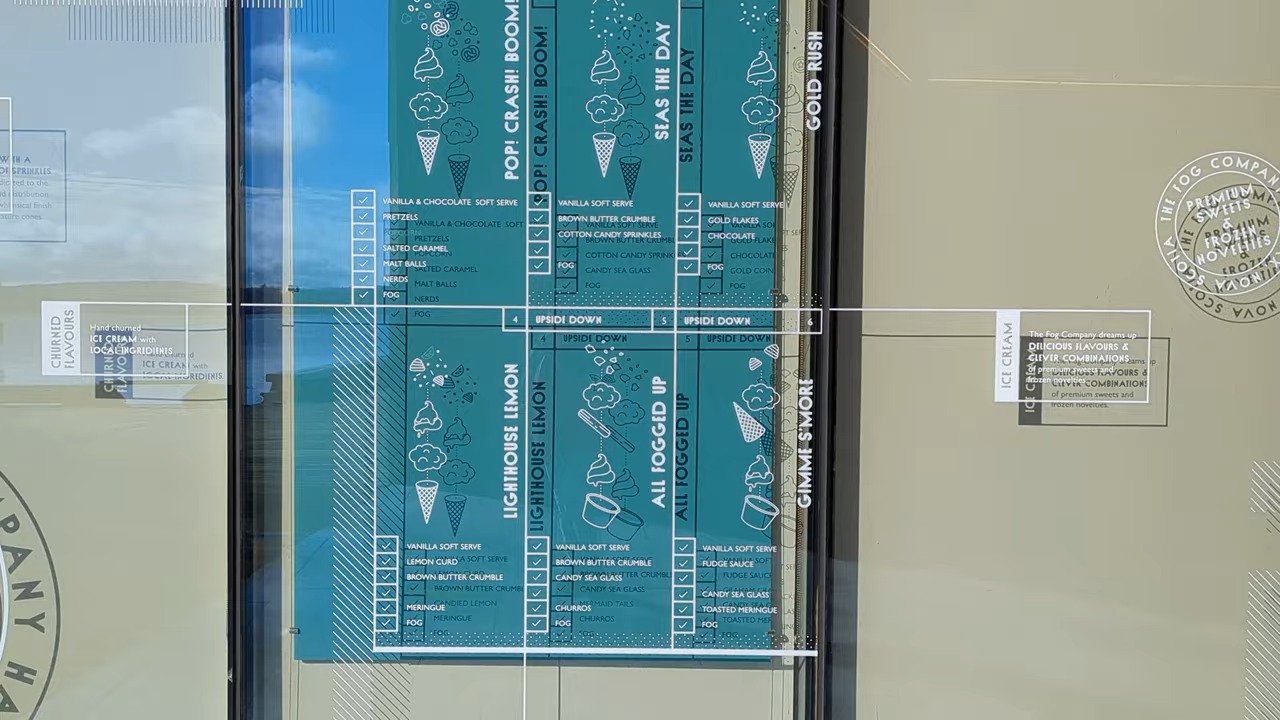 POP! CRASH! BOOM!
SEAS THE DAY
GOLD RUSH
VANILLA & CHOCOLATE SOFT SERVE
PRETZELS
SALTED CARAMEL
MALT BALLS
NERDS
FOG
VANILLA SOFT SERVE
BROWN BUTTER CRUMBLE
COTTON CANDY SPRINKLES
FOG
VANILLA SOFT SERVE
GOLD FLAKES
CHOCOLATE
FOG
4 UPSIDE DOWN
5 UPSIDE DOWN
6
CHURNED
FLAVOURS
Hand churned
ICE CREAM with
LOCAL INGRIDIENTS
LIGHTHOUSE LEMON
ALL FOGGED UP
GIMME S'MORE
VANILLA SOFT SERVE
LEMON CURD
BROWN BUTTER CRUMBLE
MERINGUE
FOG
VANILLA SOFT SERVE
BROWN BUTTER CRUMBLE
CANDY SEA GLASS
CHURROS
FOG
VANILLA SOFT SERVE
FUDGE SAUCE
CANDY SEA GLASS
TOASTED MERINGUE
FOG
ICE CREAM
The Fog Company dreams up
DELICIOUS FLAVOURS &
CLEVER COMBINATIONS
of premium sweets and
frozen novelties.
THE FOG COMPANY
PREMIUM
SWEETS
&
FROZEN
NOVELTIES
NOVA SCOTIA
PANY HA